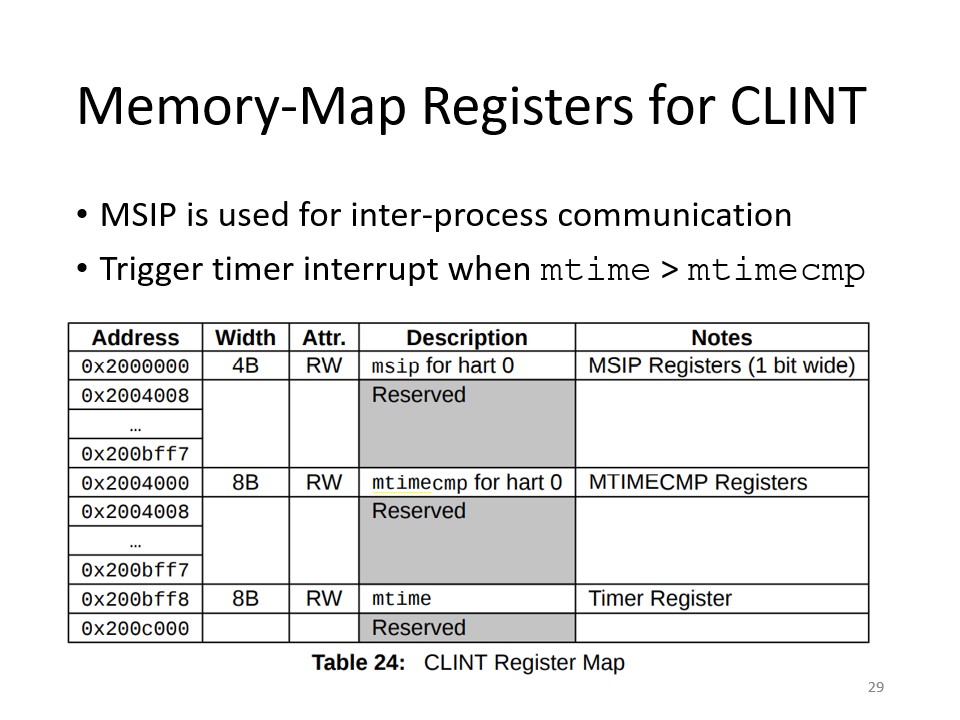 Memory-Map Registers for CLINT
• MSIP is used for inter-process communication
• Trigger timer interrupt when mtime > mtimecmp
Address Width Attr. Description Notes
0x2000000 4B RW msip for hart 0 MSIP Registers (1 bit wide)
0x2004008 Reserved
…
0x200bff7
0x2004000 8B RW mtimecmp for hart 0 MTIMECMP Registers
0x2004008 Reserved
…
0x200bff7
0x200bff8 8B RW mtime Timer Register
0x200c000 Reserved
Table 24: CLINT Register Map
29